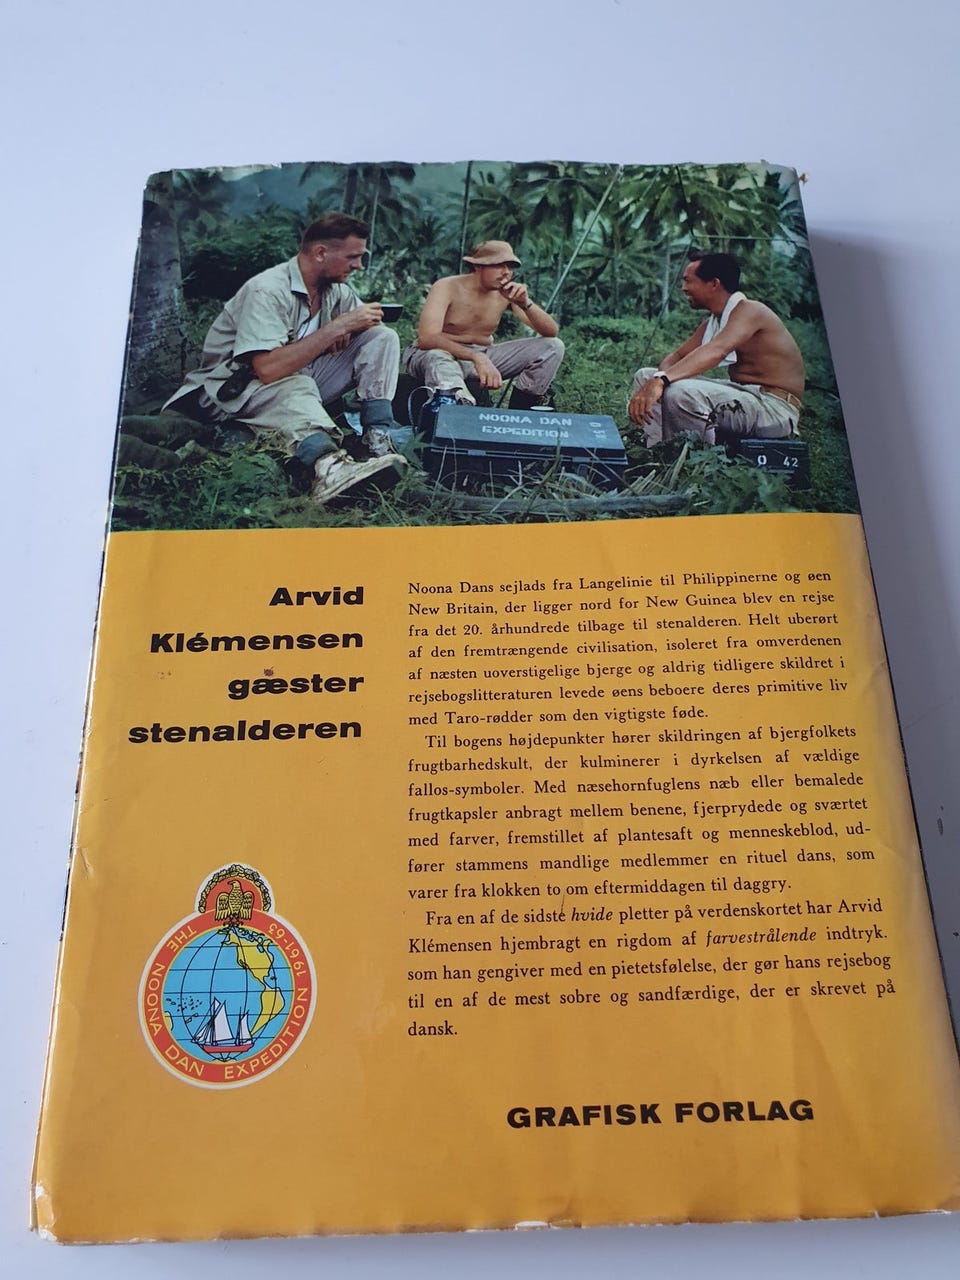 NOONA DAN
EXPEDITION
O 42
Arvid
Klémensen
gæster
stenalderen
Noona Dans sejlads fra Langelinie til Philippinerne og øen
New Britain, der ligger nord for New Guinea blev en rejse
fra det 20. århundrede tilbage til stenalderen. Helt uberørt
af den fremtrængende civilisation, isoleret fra omverdenen
af næsten uoverstigelige bjerge og aldrig tidligere skildret i
rejsebogslitteraturen levede øens beboere deres primitive liv
med Taro-rødder som den vigtigste føde.
Til bogens højdepunkter hører skildringen af bjergfolkets
frugtbarhedskult, der kulminerer i dyrkelsen af vældige
fallos-symboler. Med næsehornfuglens næb eller bemalede
frugtkapsler anbragt mellem benene, fjerprydede og sværtet
med farver, fremstillet af plantesaft og menneskeblod, ud-
fører stammens mandlige medlemmer en rituel dans, som
varer fra klokken to om eftermiddagen til daggry.
Fra en af de sidste hvide pletter på verdenskortet har Arvid
Klémensen hjembragt en rigdom af farvestrålende indtryk.
som han gengiver med en pietetsfølelse, der gør hans rejsebog
til en af de mest sobre og sandfærdige, der er skrevet på
dansk.
THE NOONA DAN EXPEDITION 1961-63
GRAFISK FORLAG